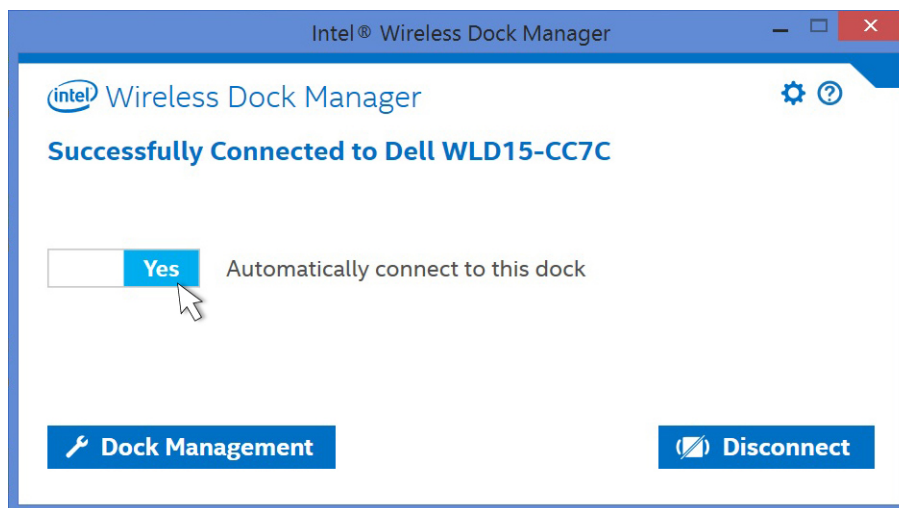 Intel® Wireless Dock Manager
intel Wireless Dock Manager
Successfully Connected to Dell WLD15-CC7C
Yes Automatically connect to this dock
Dock Management Disconnect